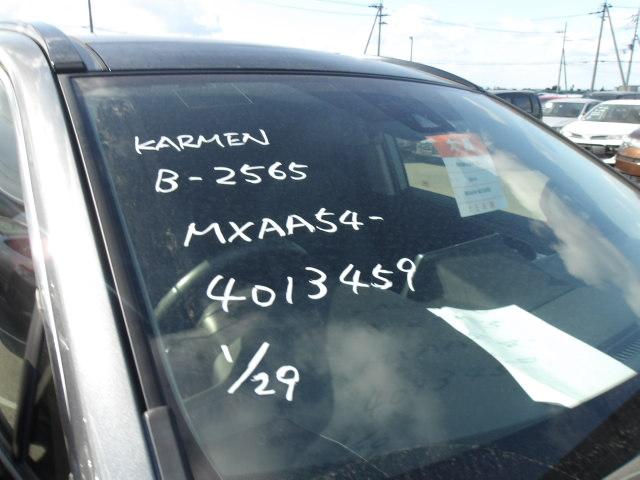 KARMEN
B-2565
MXAA54-
4013459
1/29